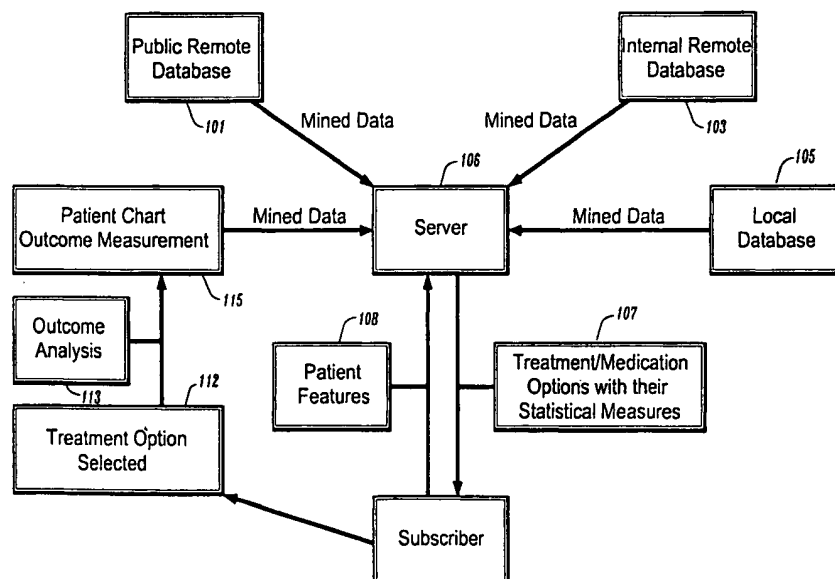 Public Remote
Database
101
Internal Remote
Database
103
Mined Data
Mined Data
106
105
Patient Chart
Outcome Measurement
115
Mined Data
Server
Mined Data
Local
Database
Outcome
Analysis
113
108
Patient
Features
107
Treatment/Medication
Options with their
Statistical Measures
112
Treatment Option
Selected
Subscriber